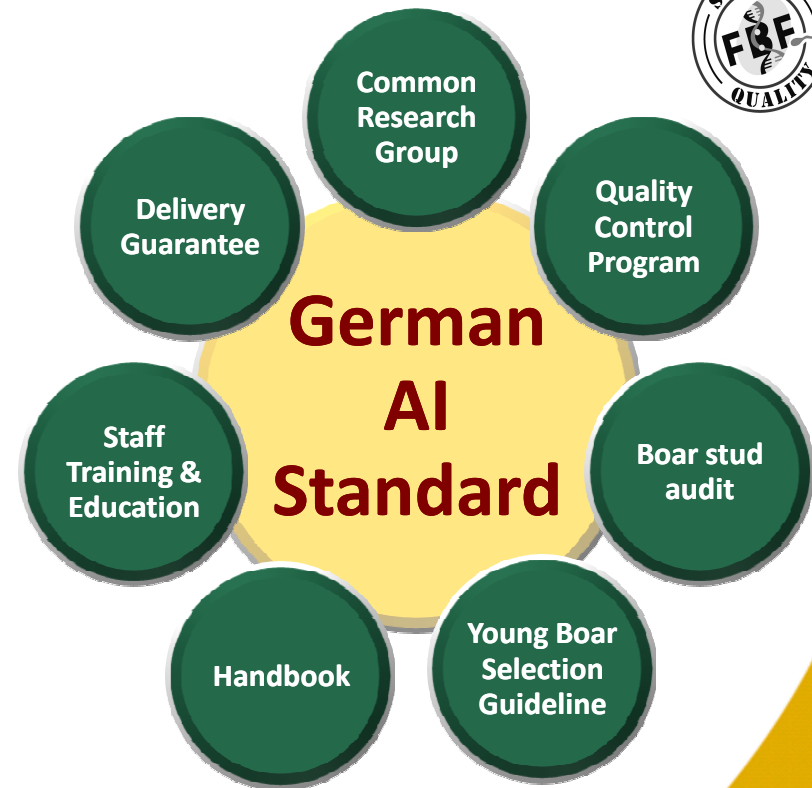 FBF
QUALITY
Common
Research
Group
Quality
Control
Program
Delivery
Guarantee
German
AI
Standard
Boar stud
audit
Staff
Training &
Education
Young Boar
Selection
Guideline
Handbook